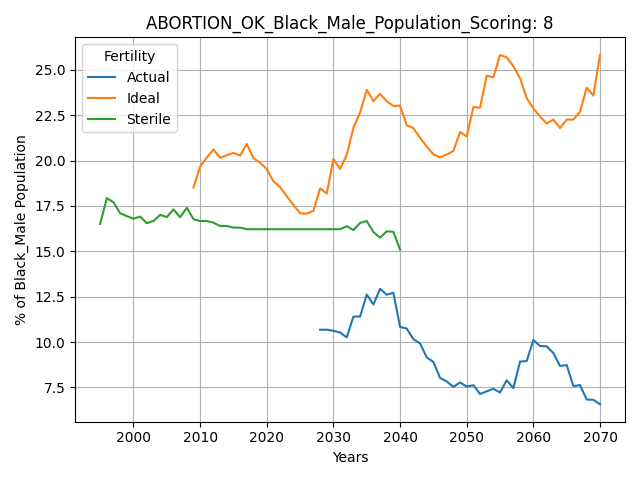 ABORTION_OK_Black_Male_Population_Scoring: 8
Fertility
Actual
Ideal
Sterile
% of Black_Male Population
25.0
22.5
20.0
17.5
15.0
12.5
10.0
7.5
2000 2010 2020 2030 2040 2050 2060 2070
Years